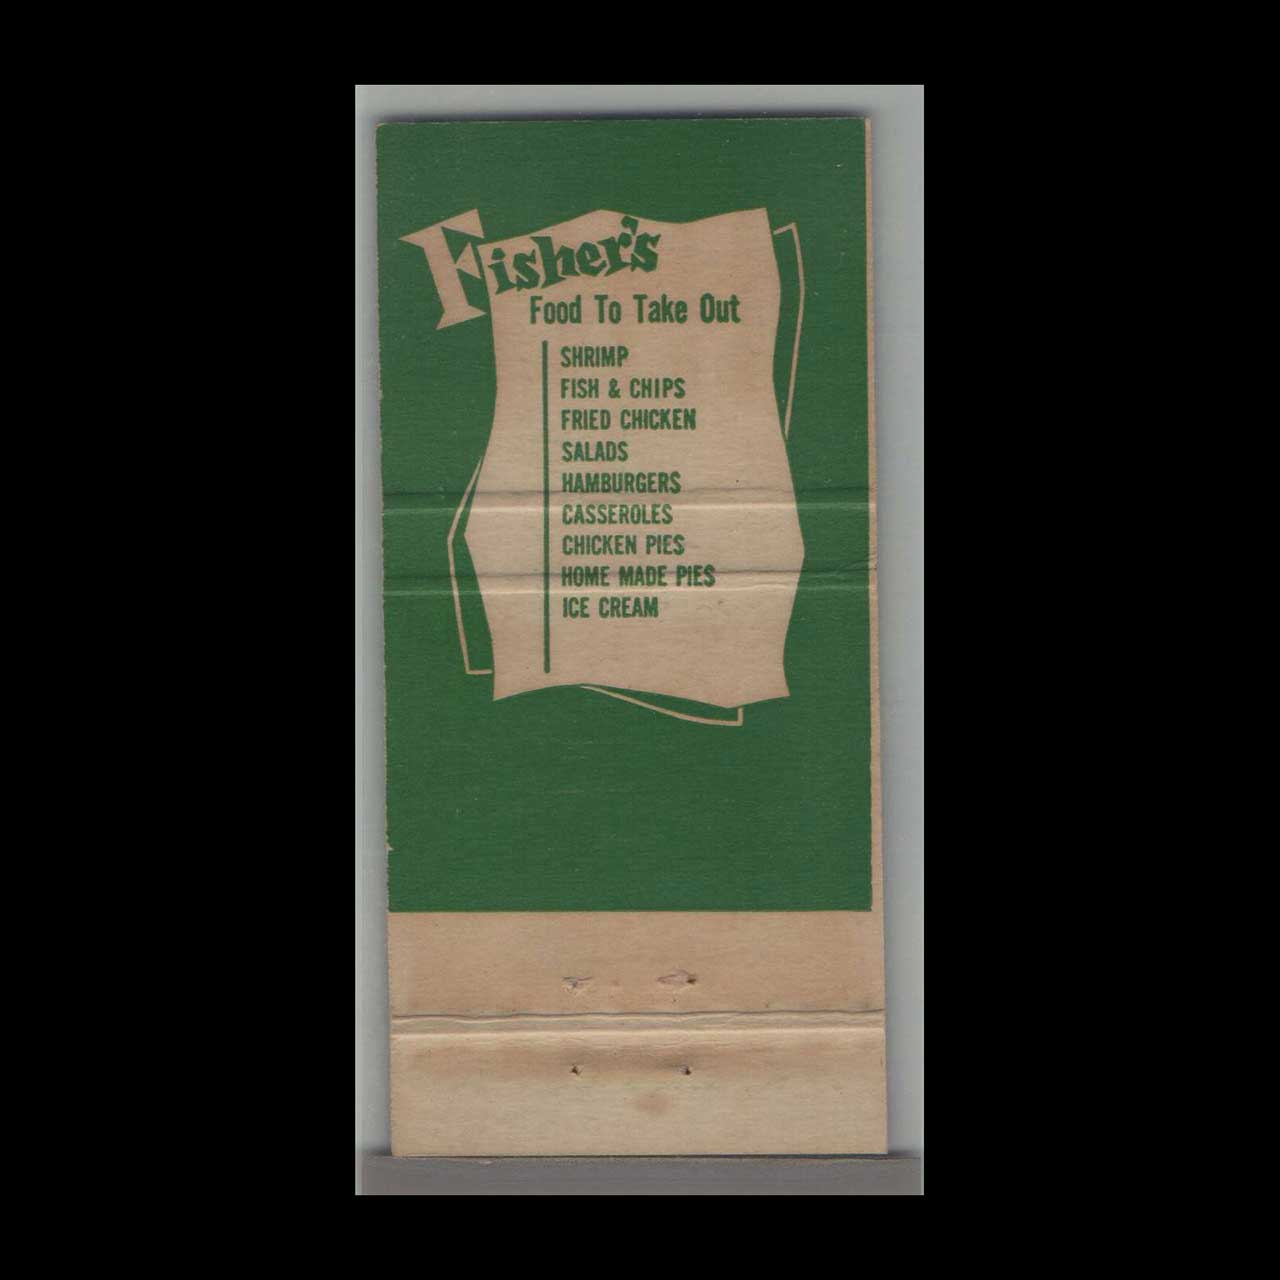 Fisher's
Food To Take Out
SHRIMP
FISH & CHIPS
FRIED CHICKEN
SALADS
HAMBURGERS
CASSEROLES
CHICKEN PIES
HOME MADE PIES
ICE CREAM